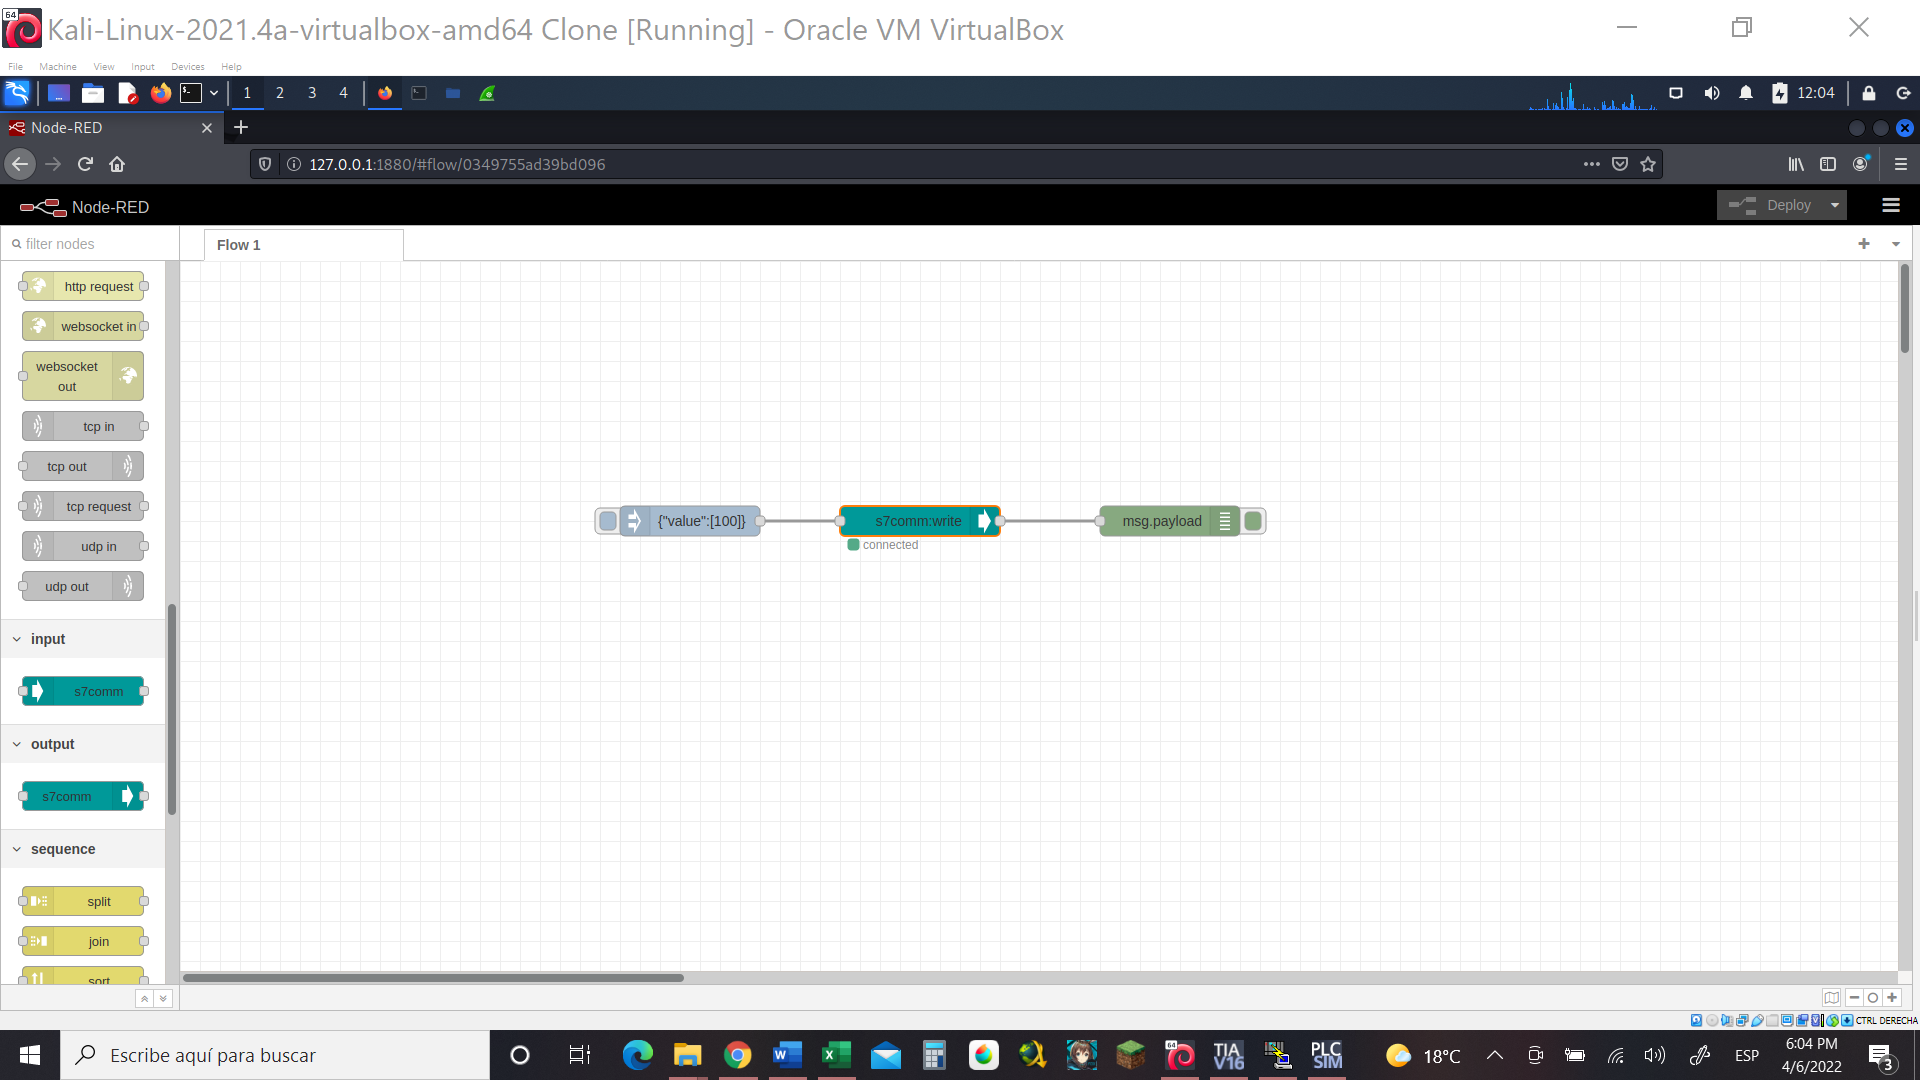 Kali-Linux-2021.4a-virtualbox-amd64 Clone [Running] - Oracle VM VirtualBox
File Machine View Input Devices Help
1 2 3 4 12:04
Node-RED
127.0.0.1:1880/#flow/0349755ad39bd096
Node-RED Deploy
filter nodes Flow 1
http request
websocket in
websocket
out
tcp in
tcp out
tcp request
udp in
udp out
{"value":[100]} s7comm:write msg.payload
connected
input
s7comm
output
s7comm
sequence
split
join
sort
CTRL DERECHA
Escribe aquí para buscar
64
TIA
V16
PLC
SIM
18°C
ESP
6:04 PM
4/6/2022
3